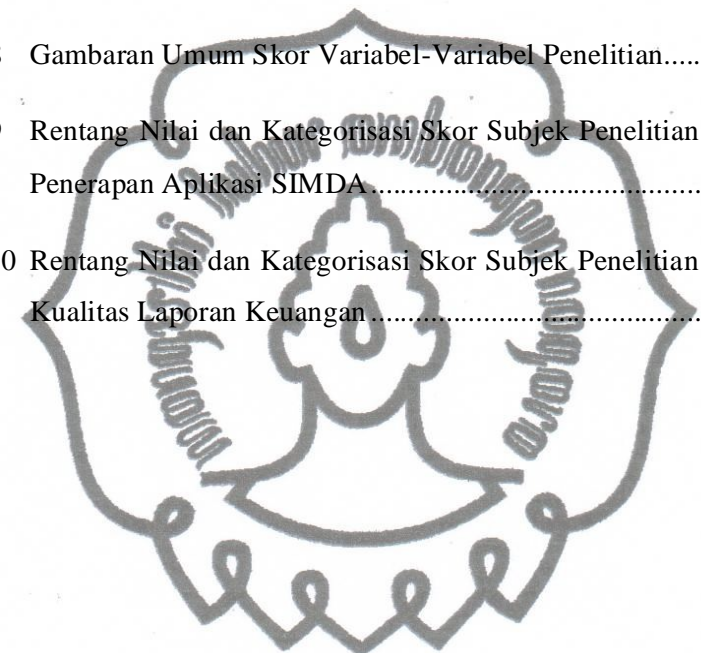 Gambaran Umum Skor Variabel-Variabel Penelitian.....
Rentang Nilai dan Kategorisasi Skor Subjek Penelitian
Penerapan Aplikasi SIMDA.............................................
0 Rentang Nilai dan Kategorisasi Skor Subjek Penelitian
Kualitas Laporan Keuangan.............................................